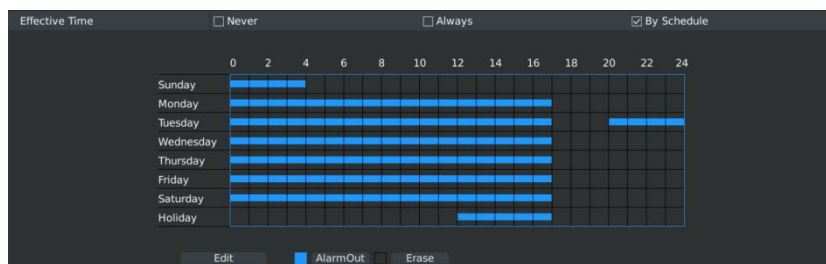 Effective Time Never Always By Schedule
0 2 4 6 8 10 12 14 16 18 20 22 24
Sunday
Monday
Tuesday
Wednesday
Thursday
Friday
Saturday
Holiday
Edit AlarmOut Erase